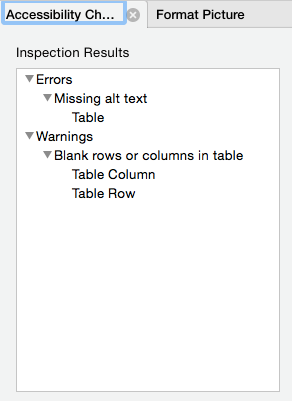 Accessibility Ch... Format Picture
Inspection Results
Errors
Missing alt text
Table
Warnings
Blank rows or columns in table
Table Column
Table Row